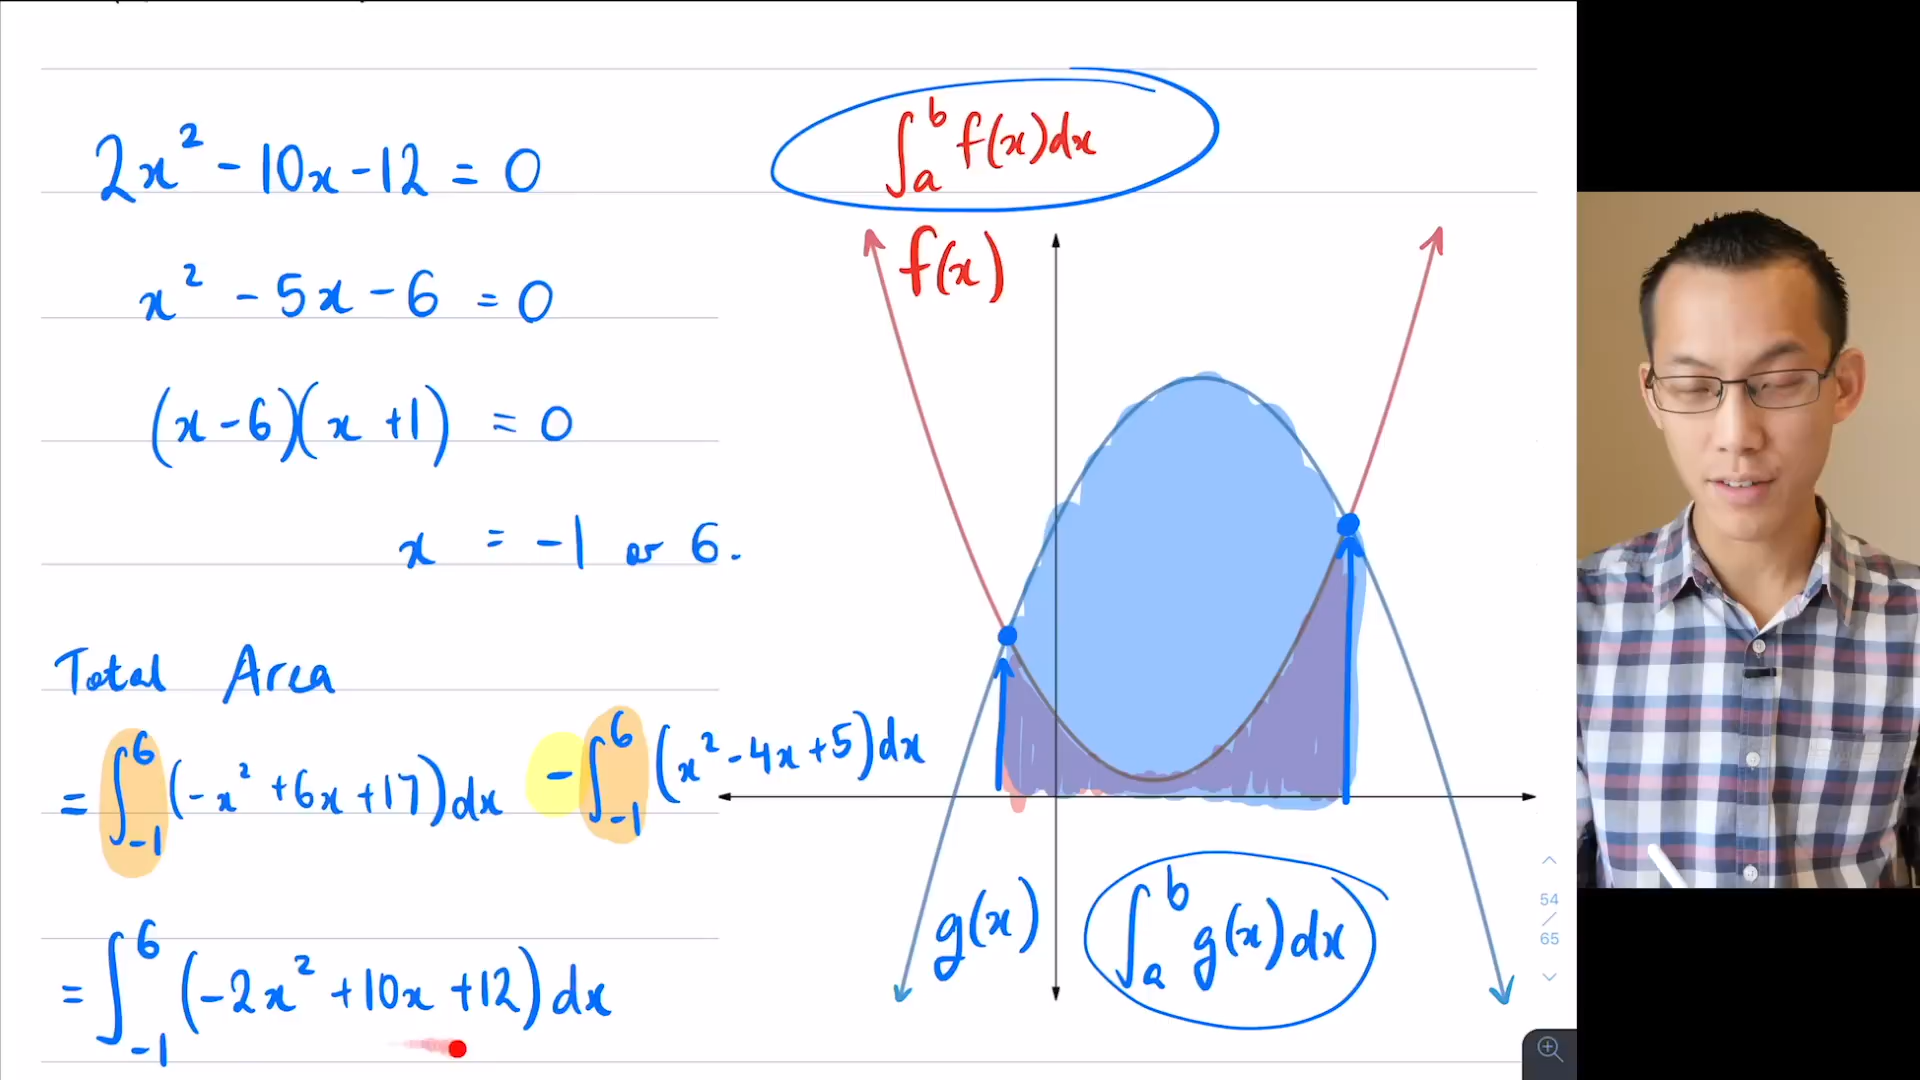 2x² - 10x - 12 = 0
x² - 5x - 6 = 0
(x - 6)(x + 1) = 0
x = -1 or 6.
Total Area
= ∫₋₁⁶ (-x² + 6x + 17) dx - ∫₋₁⁶ (x² - 4x + 5) dx
= ∫₋₁⁶ (-2x² + 10x + 12) dx
∫ₐᵇ f(x) dx
f(x)
g(x)
∫ₐᵇ g(x) dx
54
/
65